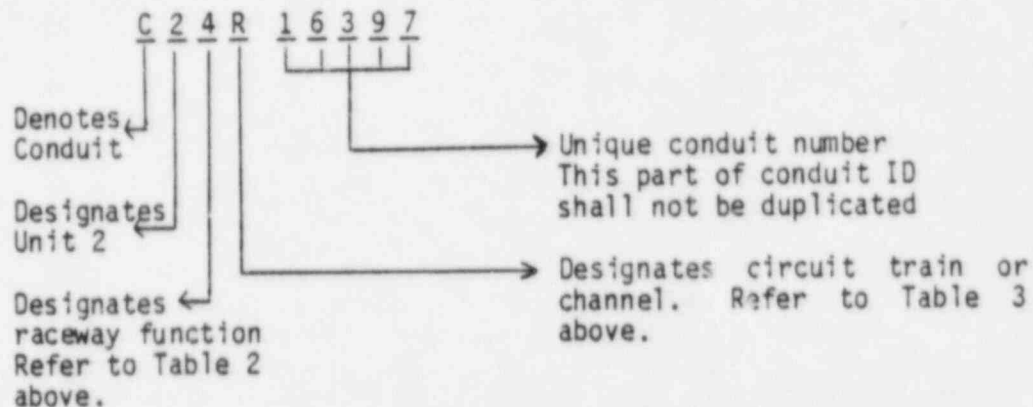 C 2 4 R 1 6 3 9 7
Denotes
Conduit
Designates
Unit 2
Designates
raceway function
Refer to Table 2
above.
Unique conduit number
This part of conduit ID
shall not be duplicated
Designates circuit train or
channel. Refer to Table 3
above.